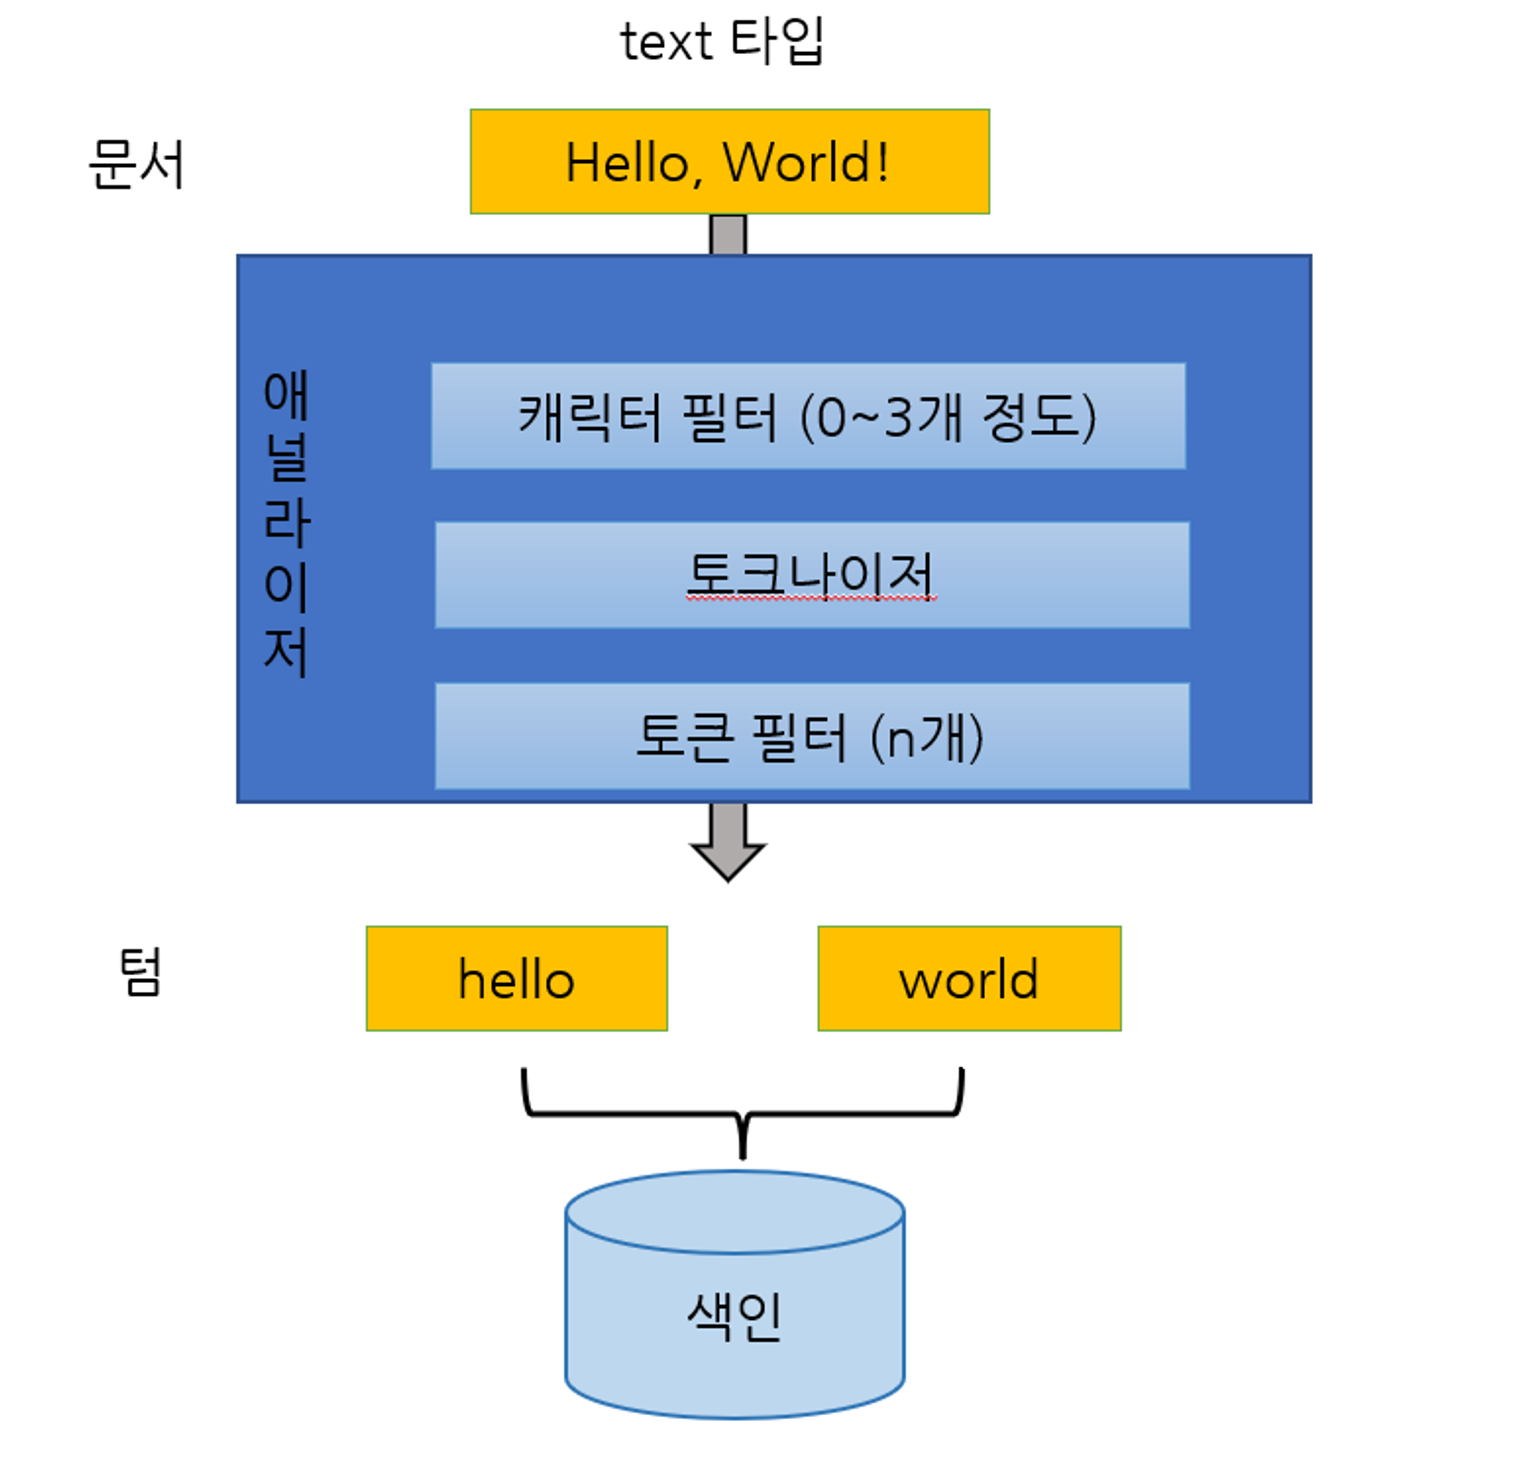 text 타입
문서
Hello, World!
애널라이저
캐릭터 필터 (0~3개 정도)
토크나이저
토큰 필터 (n개)
텀
hello
world
색인